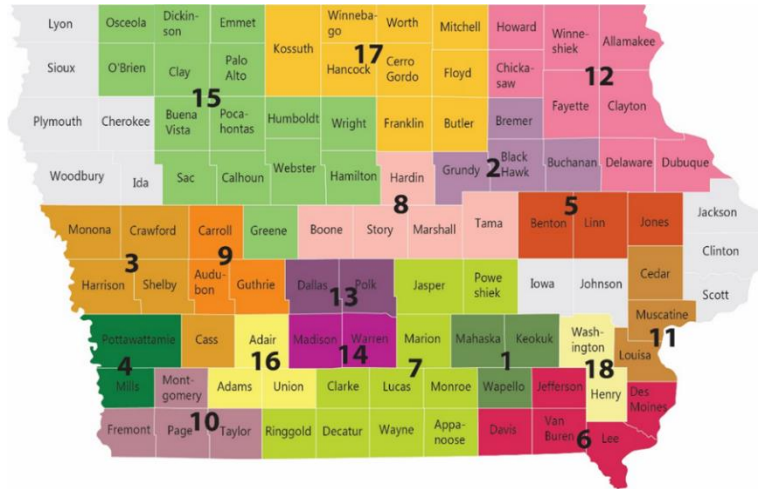 Lyon
Osceola
Dickin-
son
Emmet
Winneba-
go
Worth
Mitchell
Howard
Winne-
shiek
Allamakee
Kossuth
17
Sioux
O'Brien
Clay
Palo
Alto
Hancock
Cerro
Gordo
Floyd
Chicka-
saw
12
15
Plymouth
Cherokee
Buena
Vista
Poca-
hontas
Humboldt
Wright
Franklin
Butler
Bremer
Fayette
Clayton
Woodbury
Ida
Sac
Calhoun
Webster
Hamilton
Hardin
Grundy
2
Black
Hawk
Buchanan
Delaware
Dubuque
8
5
Monona
Crawford
Carroll
Greene
Boone
Story
Marshall
Tama
Benton
Linn
Jones
Jackson
3
9
Clinton
Harrison
Shelby
Audu-
bon
Guthrie
Dallas
Polk
Jasper
Powe
shiek
Iowa
Johnson
Cedar
Scott
13
Muscatine
11
Pottawattamie
Cass
Adair
Madison
Warren
Marion
Mahaska
Keokuk
Wash-
ington
Louisa
4
16
14
7
1
18
Mills
Mont-
gomery
Adams
Union
Clarke
Lucas
Monroe
Wapello
Jefferson
Henry
Des
Moines
10
Fremont
Page
Taylor
Ringgold
Decatur
Wayne
Appa-
noose
Davis
Van
Buren
6
Lee